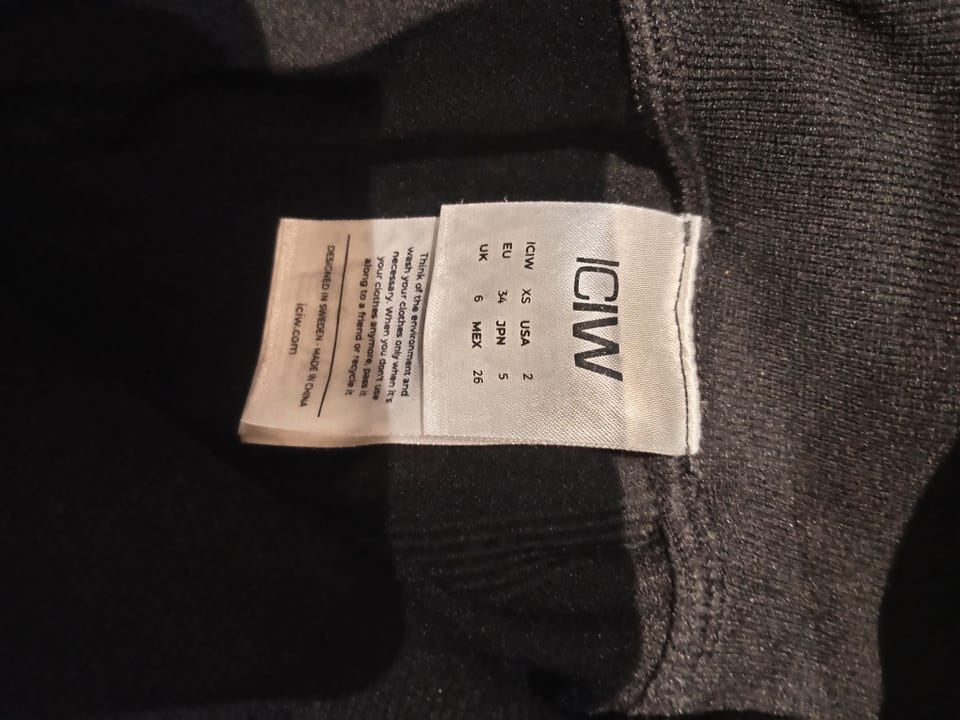 ICIW
ICIW XS USA 2
EU 34 JPN 5
UK 6 MEX 26
Think of the environment and
wash your clothes only when it's
necessary. When you don't use
your clothes anymore, pass it
along to a friend or recycle it
DESIGNED IN SWEDEN - MADE IN CHINA
iciw.com